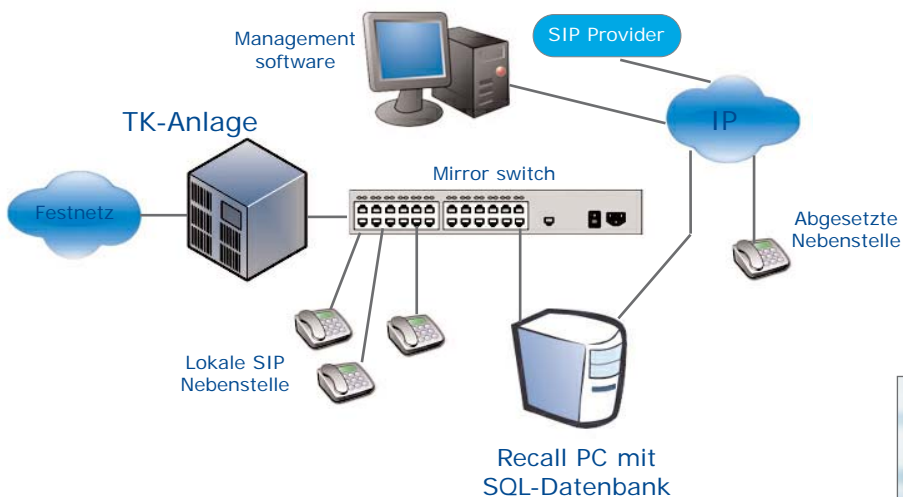 Management
software
SIP Provider
TK-Anlage
IP
Mirror switch
Festnetz
Abgesetzte
Nebenstelle
Lokale SIP
Nebenstelle
Recall PC mit
SQL-Datenbank